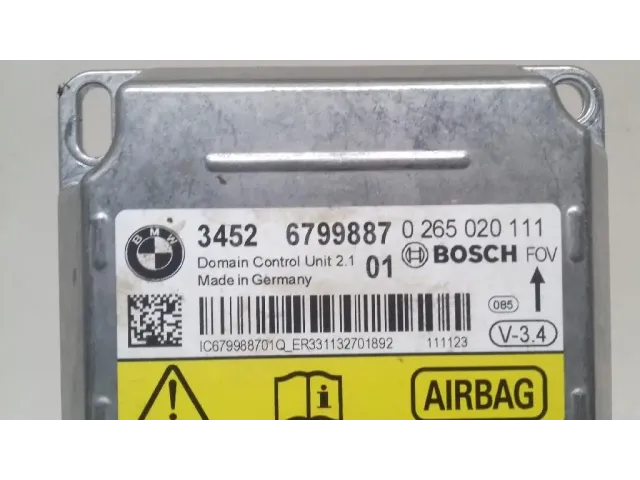 BMW
3452 6799887 0 265 020 111
Domain Control Unit 2.1 01 BOSCH FOV
Made in Germany
085
V-3.4
IC679988701Q_ER331132701892 111123
i
AIRBAG